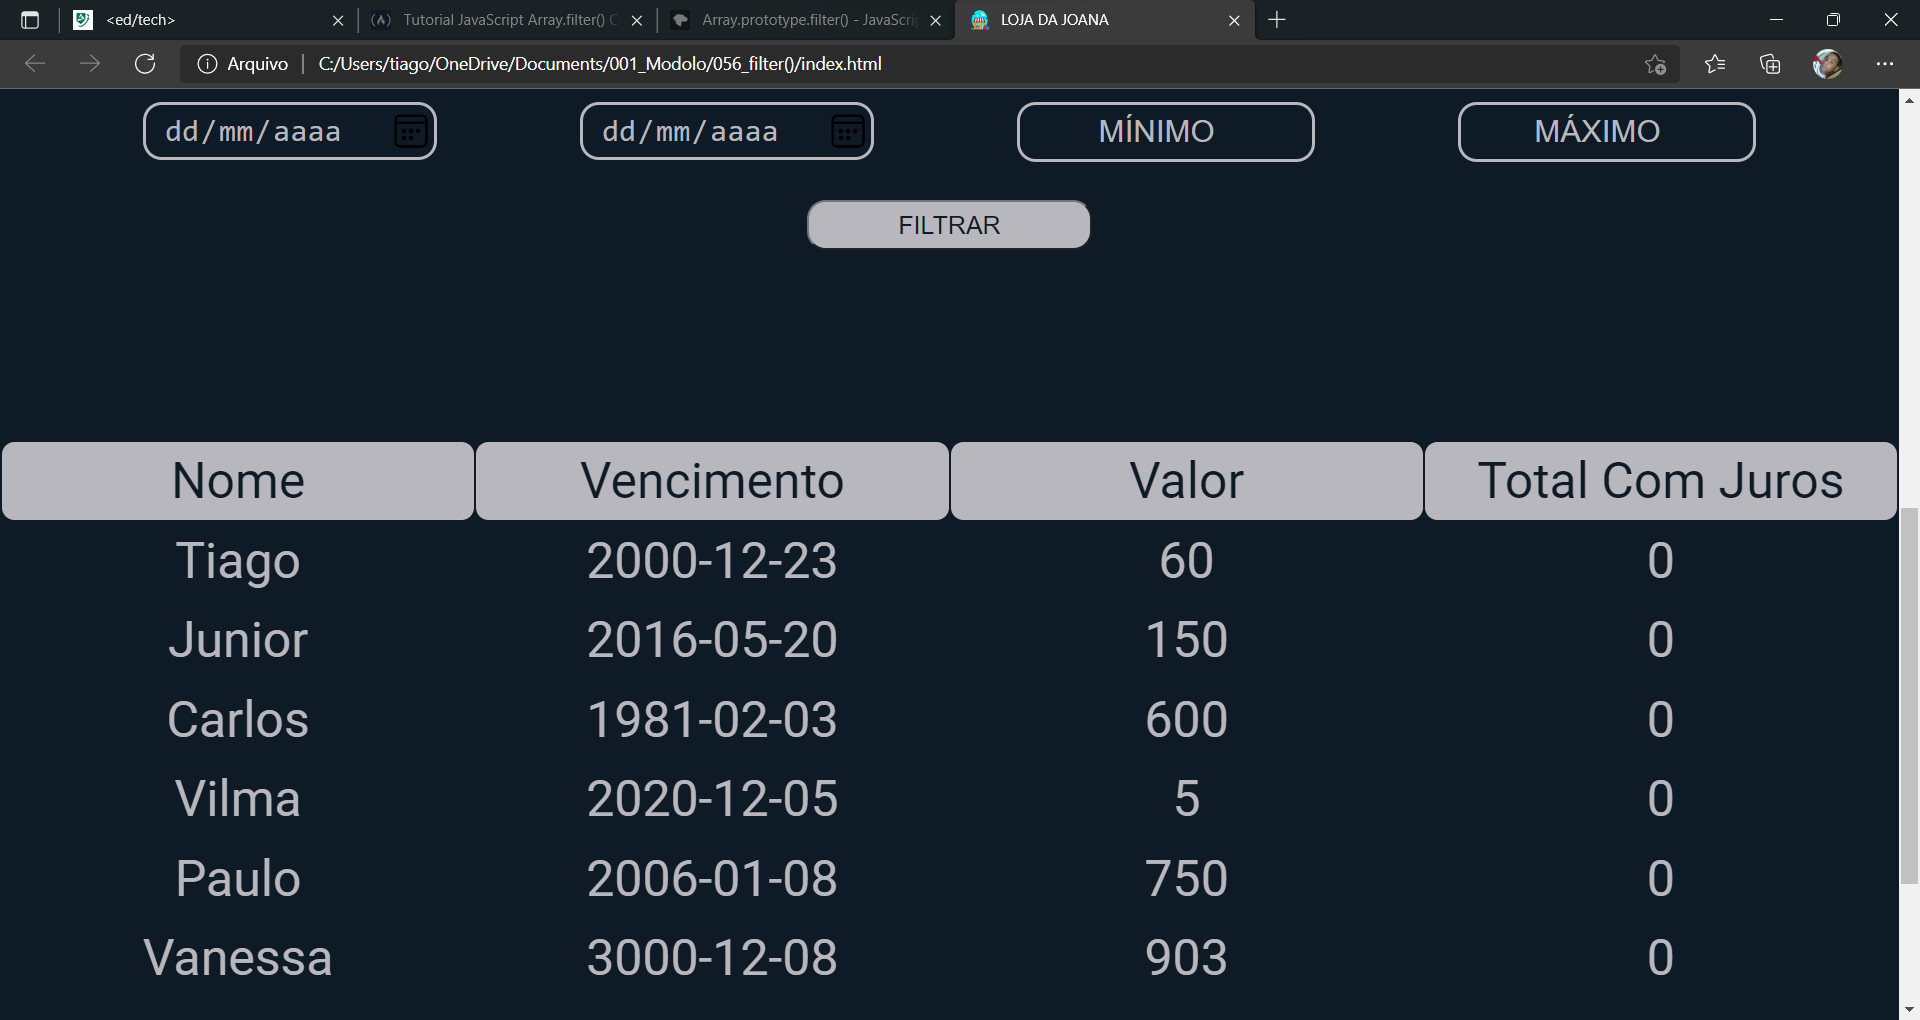 <ed/tech>
Tutorial JavaScript Array.filter() C
Array.prototype.filter() - JavaScri
LOJA DA JOANA
Arquivo
C:/Users/tiago/OneDrive/Documents/001_Modolo/056_filter()/index.html
dd/mm/aaaa
dd/mm/aaaa
MÍNIMO
MÁXIMO
FILTRAR
Nome Vencimento Valor Total Com Juros
Tiago 2000-12-23 60 0
Junior 2016-05-20 150 0
Carlos 1981-02-03 600 0
Vilma 2020-12-05 5 0
Paulo 2006-01-08 750 0
Vanessa 3000-12-08 903 0